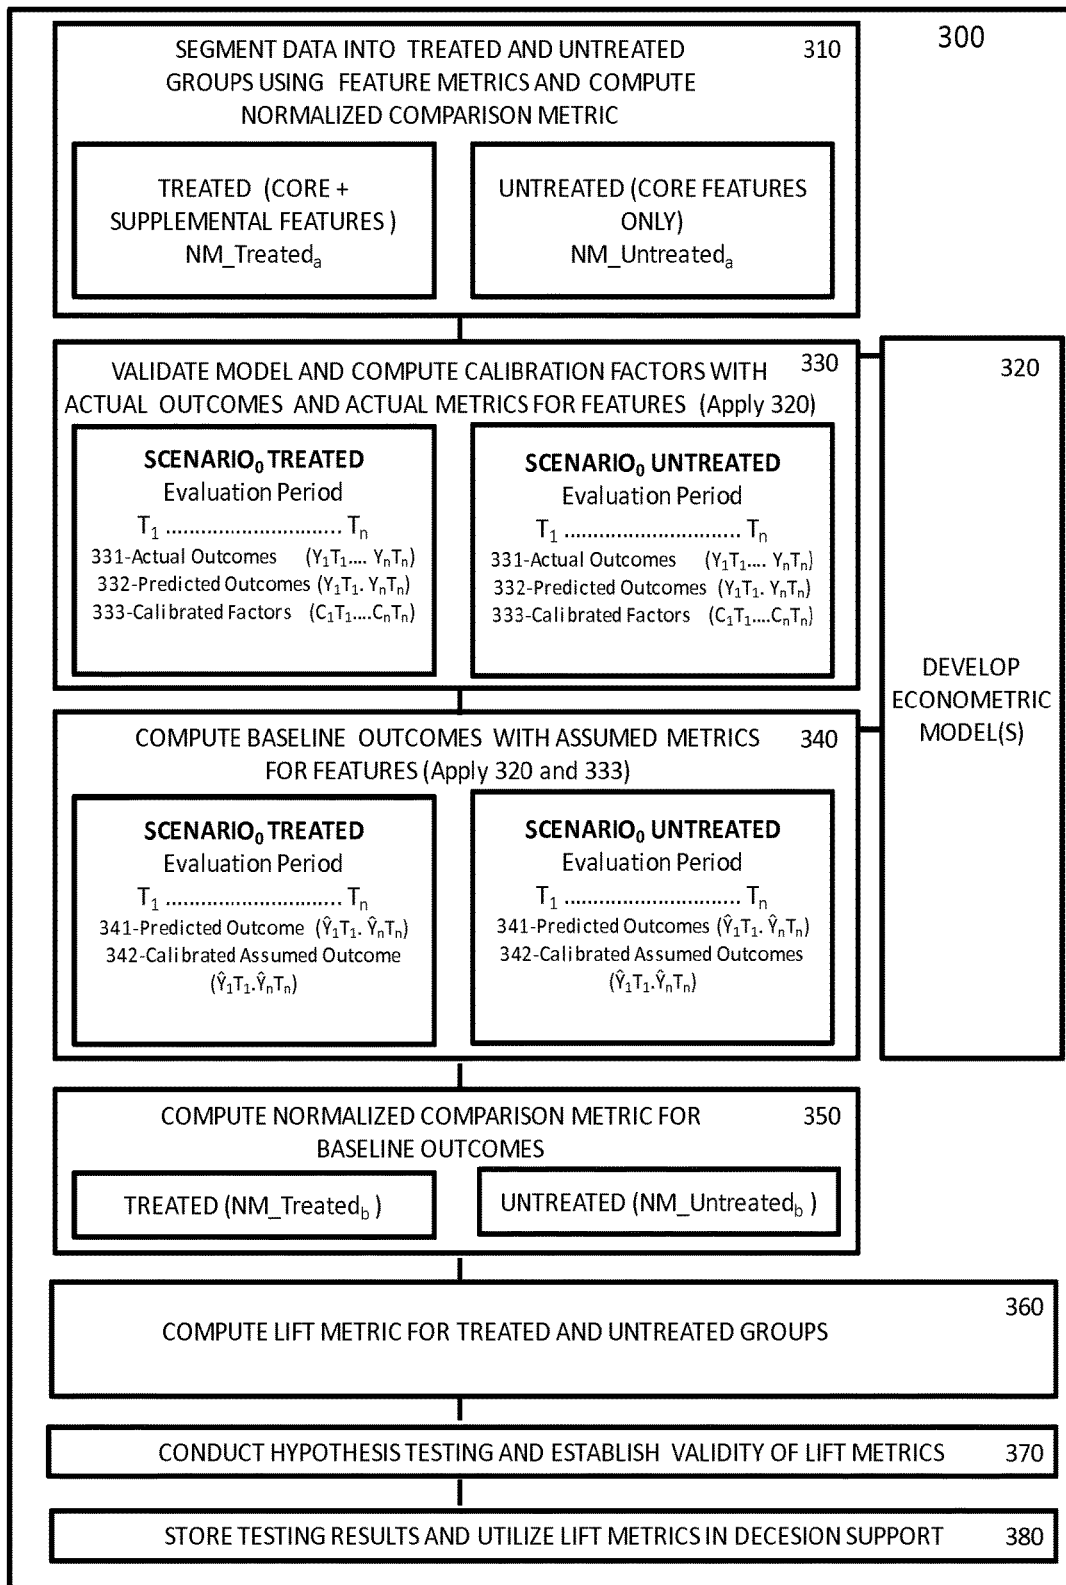 300
SEGMENT DATA INTO TREATED AND UNTREATED 310
GROUPS USING FEATURE METRICS AND COMPUTE
NORMALIZED COMPARISON METRIC
TREATED (CORE +
SUPPLEMENTAL FEATURES )
NM_Treatedₐ
UNTREATED (CORE FEATURES
ONLY)
NM_Untreatedₐ
330
VALIDATE MODEL AND COMPUTE CALIBRATION FACTORS WITH
ACTUAL OUTCOMES AND ACTUAL METRICS FOR FEATURES (Apply 320)
SCENARIO₀ TREATED
Evaluation Period
T₁ .............................. Tₙ
331-Actual Outcomes (Y₁T₁.... YₙTₙ)
332-Predicted Outcomes (Y₁T₁. YₙTₙ)
333-Calibrated Factors (C₁T₁....CₙTₙ)
SCENARIO₀ UNTREATED
Evaluation Period
T₁ .............................. Tₙ
331-Actual Outcomes (Y₁T₁.... YₙTₙ)
332-Predicted Outcomes (Y₁T₁. YₙTₙ)
333-Calibrated Factors (C₁T₁....CₙTₙ)
320
DEVELOP
ECONOMETRIC
MODEL(S)
COMPUTE BASELINE OUTCOMES WITH ASSUMED METRICS 340
FOR FEATURES (Apply 320 and 333)
SCENARIO₀ TREATED
Evaluation Period
T₁ .............................. Tₙ
341-Predicted Outcome (Ŷ₁T₁. ŶₙTₙ)
342-Calibrated Assumed Outcome
(Ŷ₁T₁.ŶₙTₙ)
SCENARIO₀ UNTREATED
Evaluation Period
T₁ .............................. Tₙ
341-Predicted Outcomes (Ŷ₁T₁. ŶₙTₙ)
342-Calibrated Assumed Outcomes
(Ŷ₁T₁.ŶₙTₙ)
COMPUTE NORMALIZED COMPARISON METRIC FOR 350
BASELINE OUTCOMES
TREATED (NM_Treated_b )
UNTREATED (NM_Untreated_b )
360
COMPUTE LIFT METRIC FOR TREATED AND UNTREATED GROUPS
CONDUCT HYPOTHESIS TESTING AND ESTABLISH VALIDITY OF LIFT METRICS 370
STORE TESTING RESULTS AND UTILIZE LIFT METRICS IN DECESION SUPPORT 380